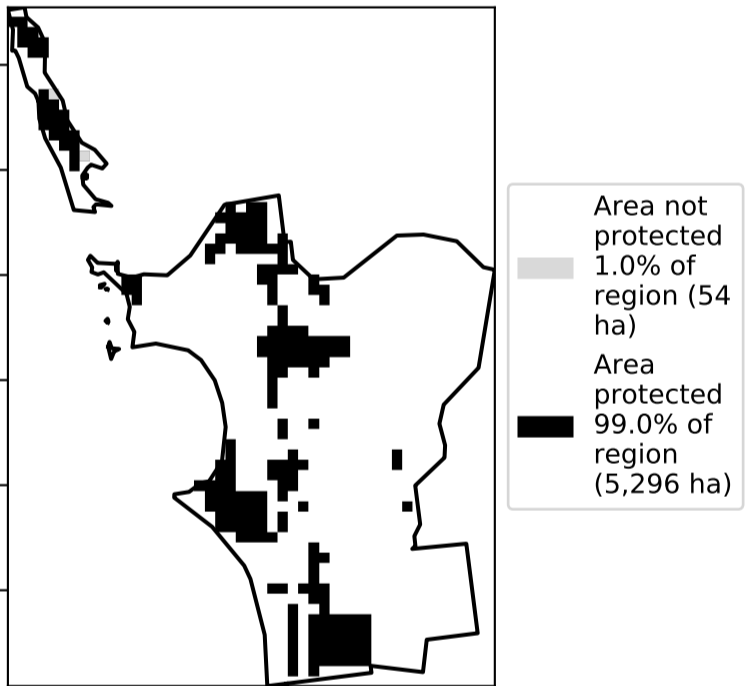 Area not
protected
1.0% of
region (54
ha)
Area
protected
99.0% of
region
(5,296 ha)